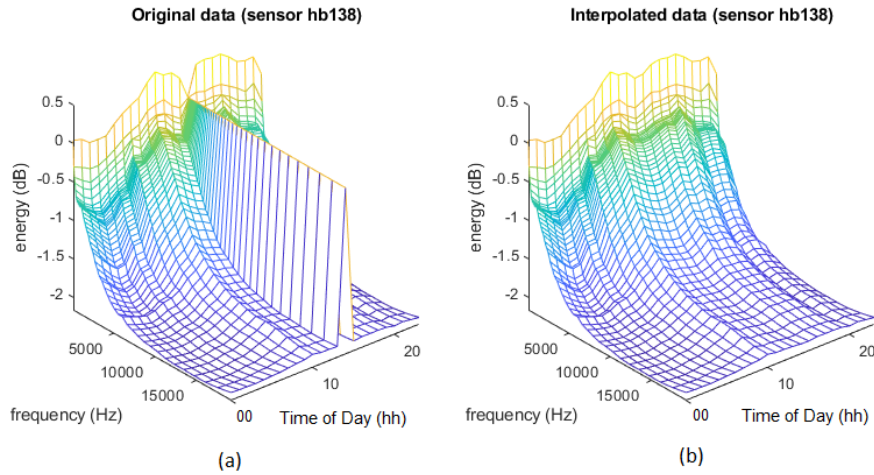 Original data (sensor hb138)
0.5
0
-0.5
-1
-1.5
-2
energy (dB)
5000
10000
15000
frequency (Hz)
00
10
20
Time of Day (hh)
(a)
Interpolated data (sensor hb138)
0.5
0
-0.5
-1
-1.5
-2
energy (dB)
5000
10000
15000
frequency (Hz)
00
10
20
Time of Day (hh)
(b)